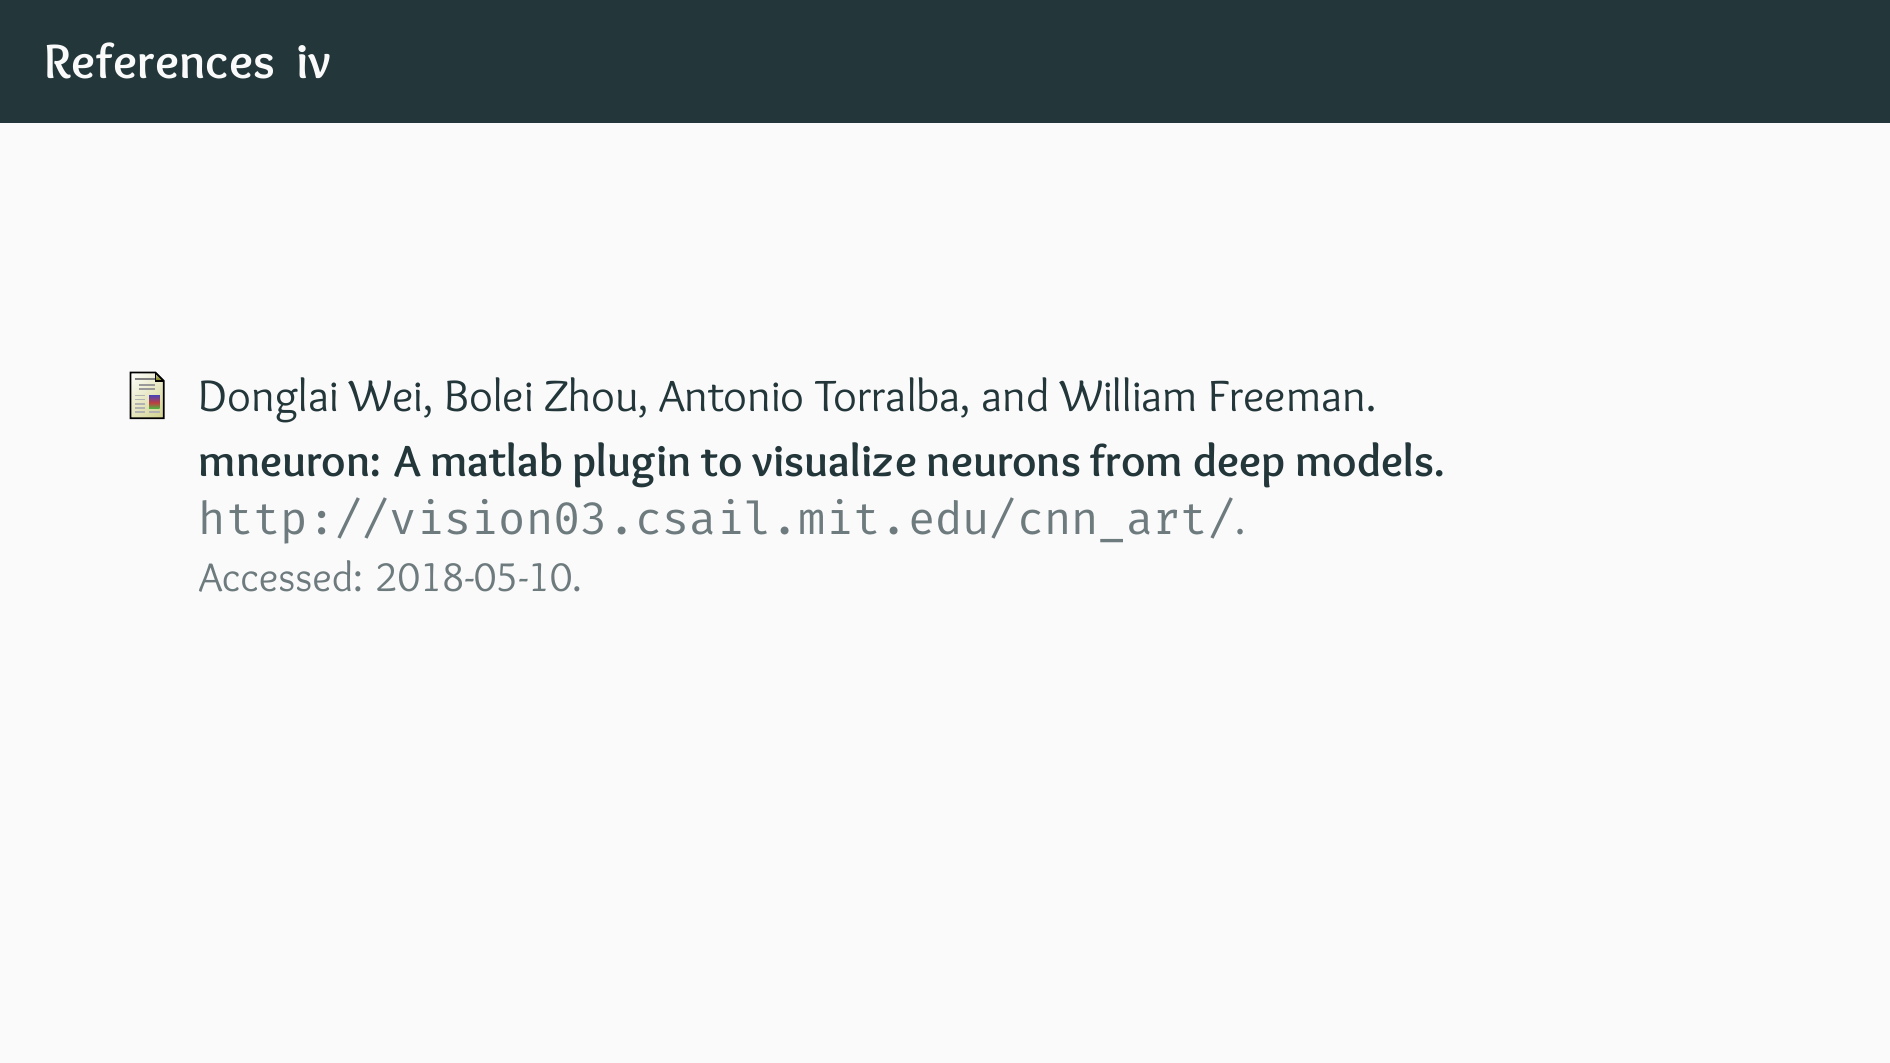 References iv
Donglai Wei, Bolei Zhou, Antonio Torralba, and William Freeman.
mneuron: A matlab plugin to visualize neurons from deep models.
http://vision03.csail.mit.edu/cnn_art/.
Accessed: 2018-05-10.